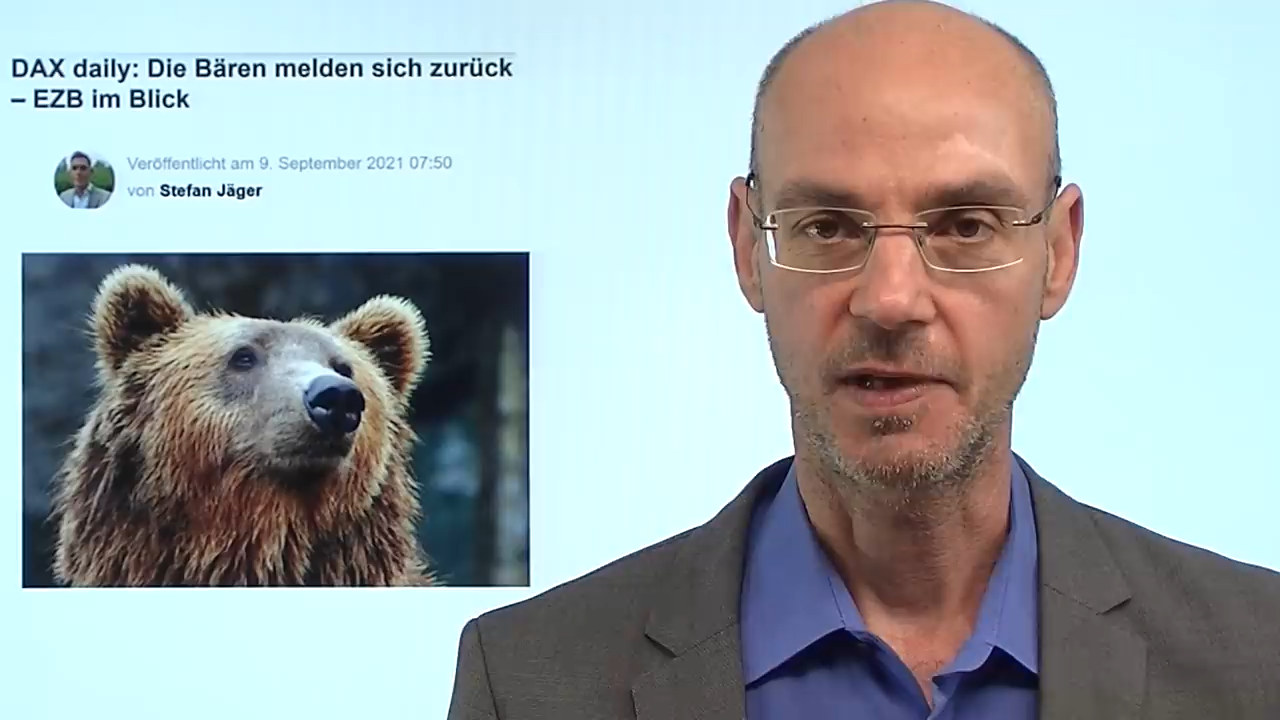 DAX daily: Die Bären melden sich zurück
– EZB im Blick
Veröffentlicht am 9. September 2021 07:50
von Stefan Jäger